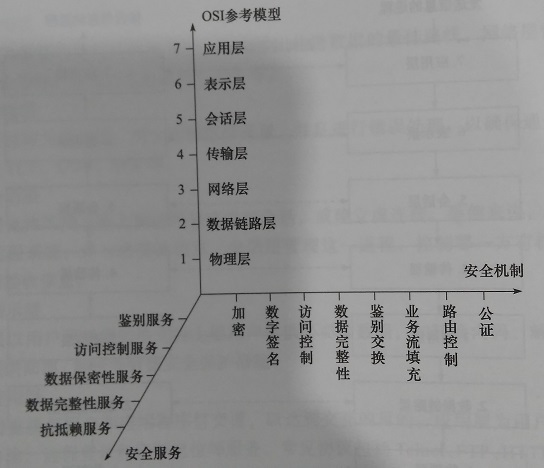 OSI参考模型
7 应用层
6 表示层
5 会话层
4 传输层
3 网络层
2 数据链路层
1 物理层
安全机制
加密
数字签名
访问控制
数据完整性
鉴别交换
业务流填充
路由控制
公证
鉴别服务
访问控制服务
数据保密性服务
数据完整性服务
抗抵赖服务
安全服务